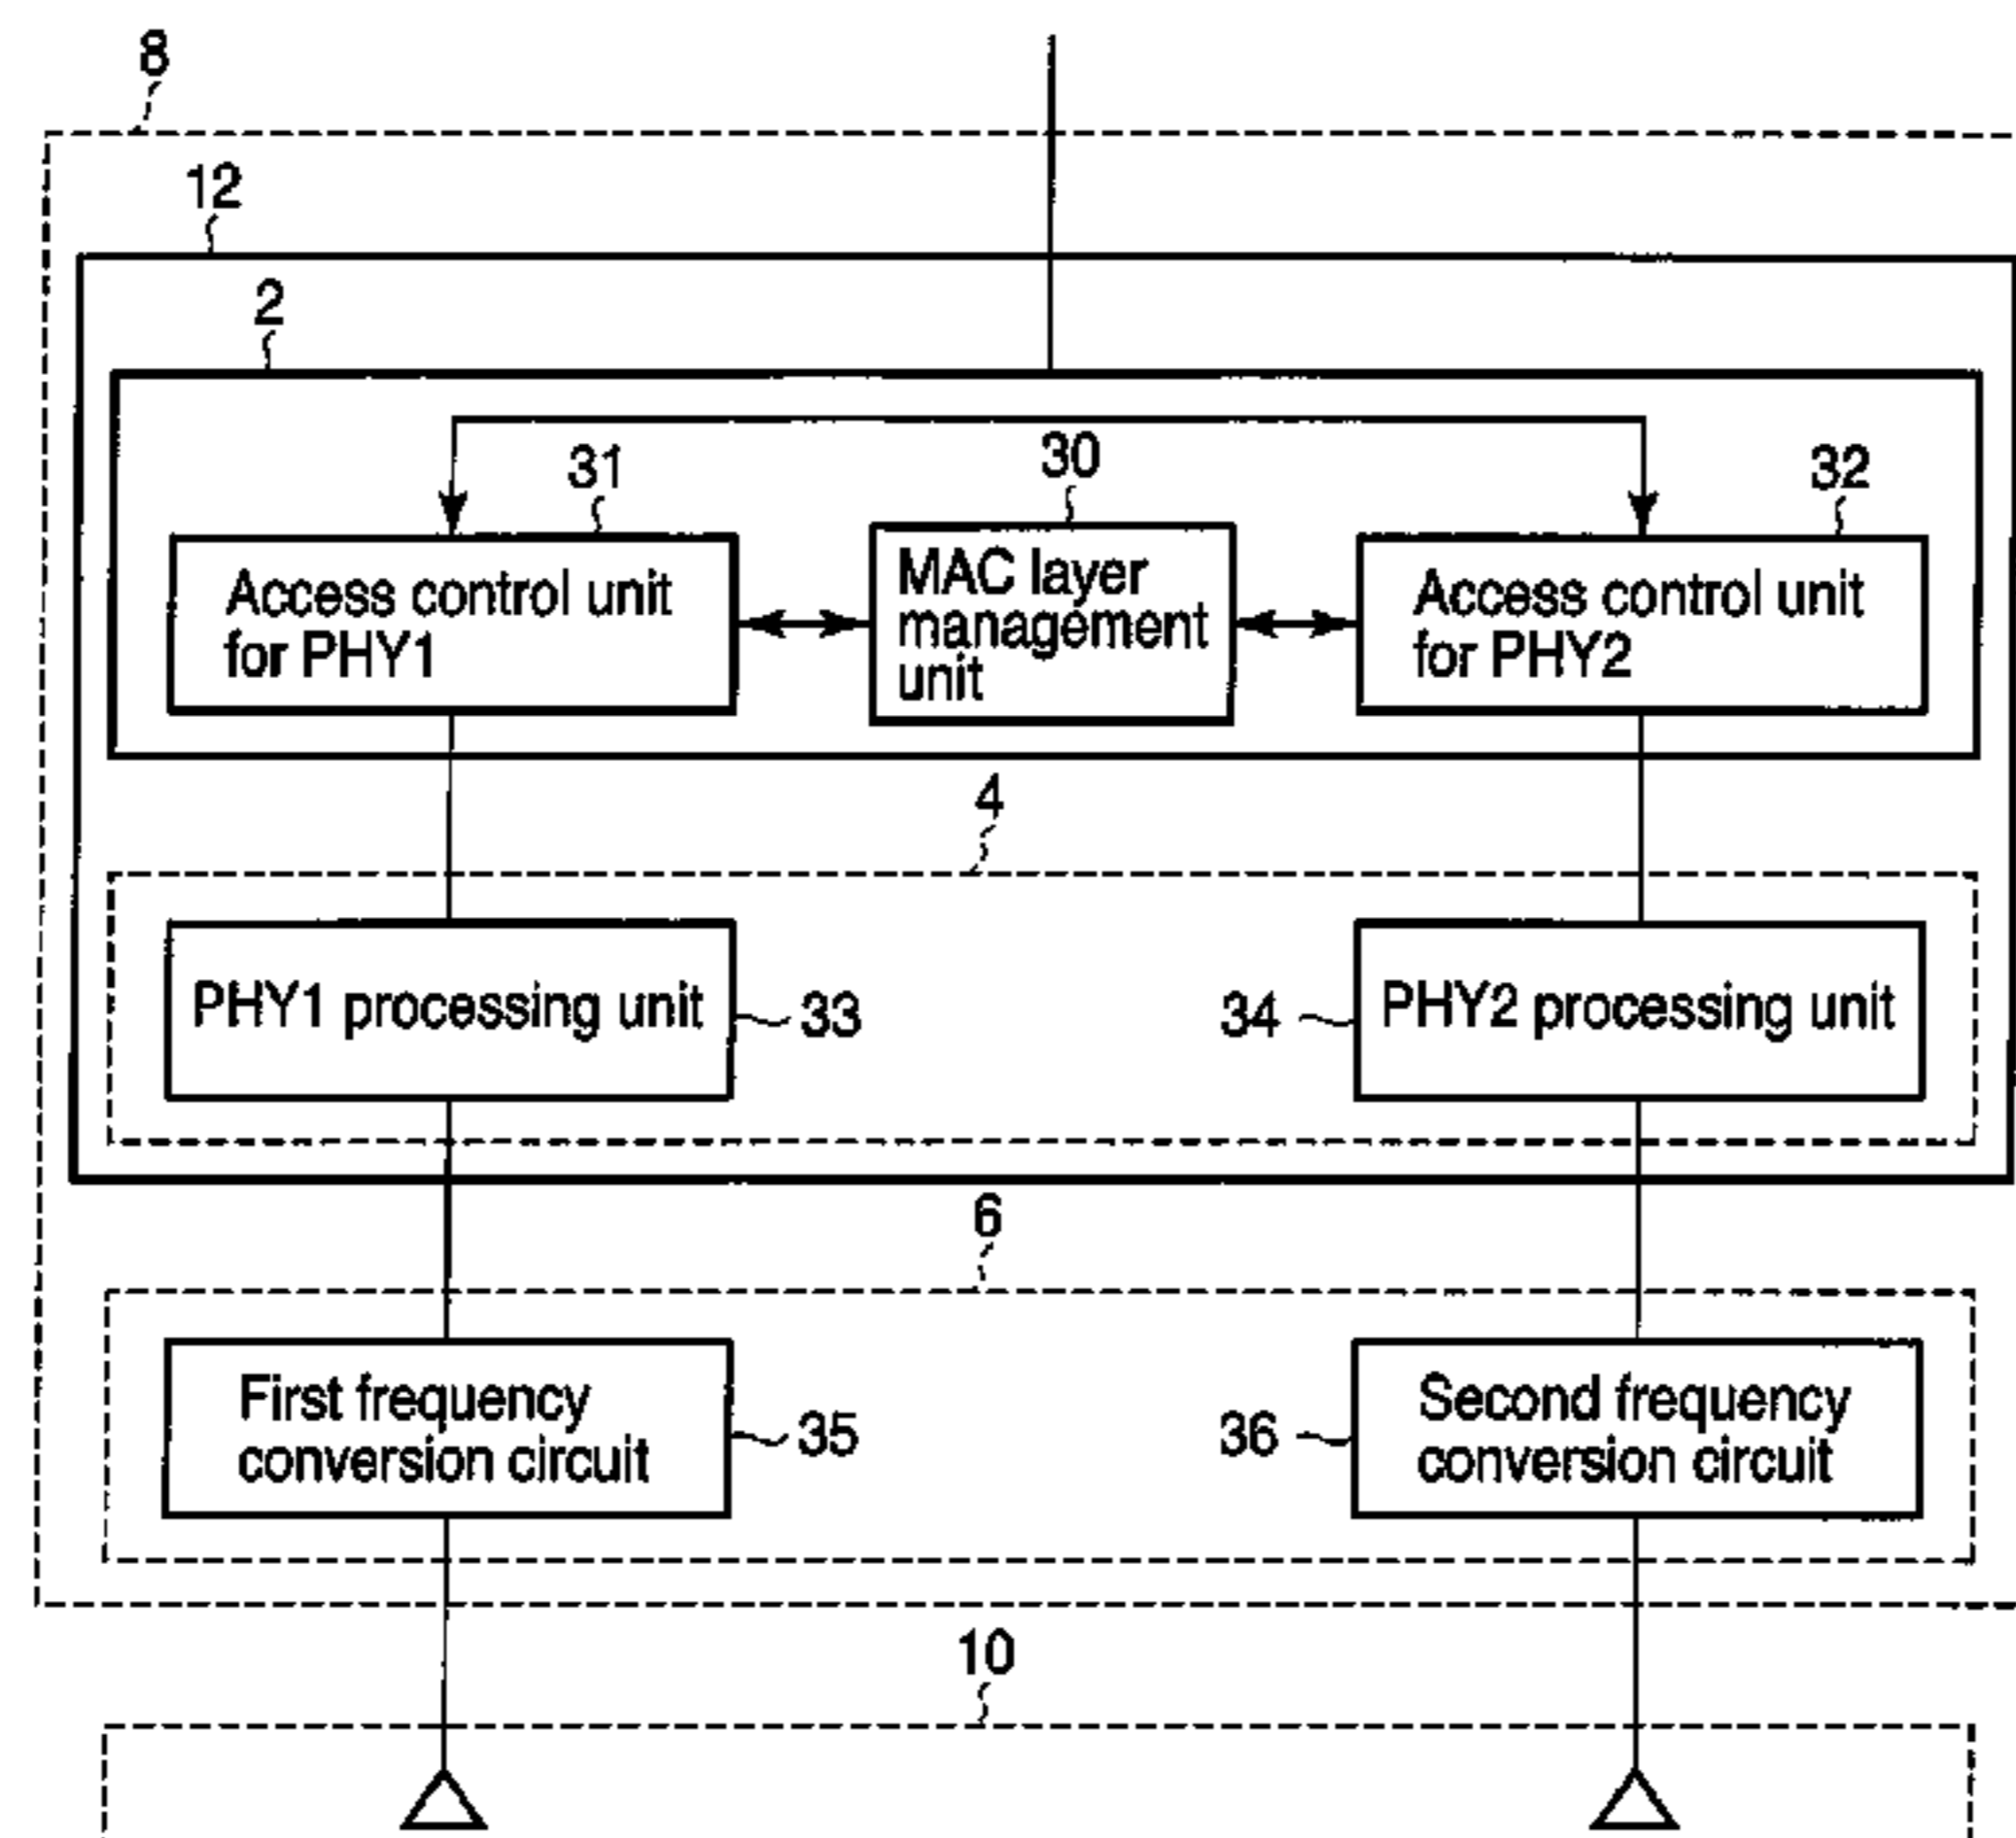 8
12
2
31
30
32
Access control unit
for PHY1
MAC layer
management
unit
Access control unit
for PHY2
4
PHY1 processing unit
33
34
PHY2 processing unit
6
First frequency
conversion circuit
35
36
Second frequency
conversion circuit
10